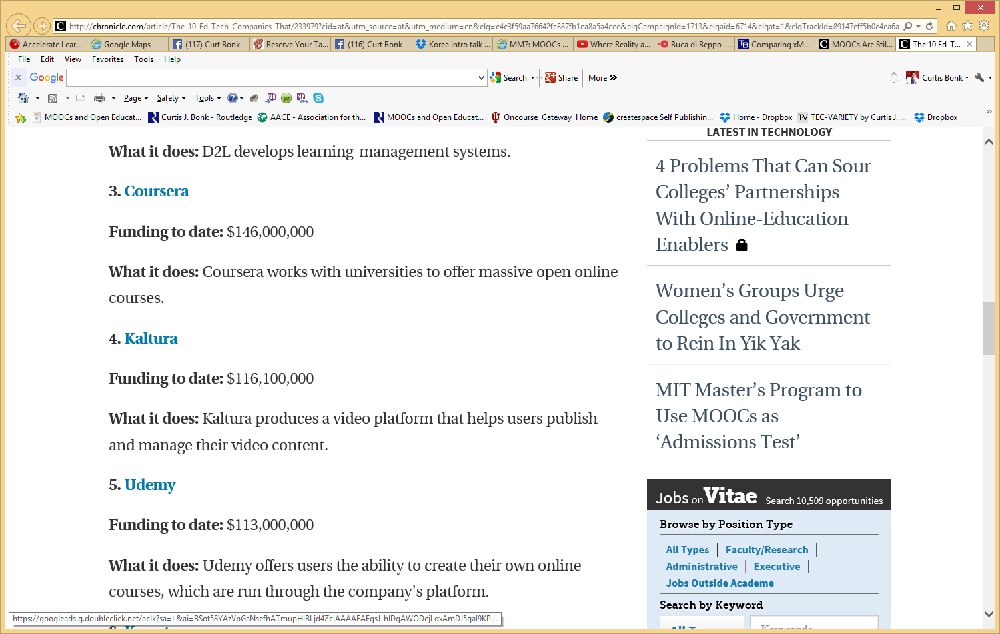 http://chronicle.com/article/The-10-Ed-Tech-Companies-That/233979?cid=at&utm_source=at&utm_medium=en&elq=e4e3f59aa76642fe887fb1ea8a5a4cee&elqCampaignId=1713&elqaid=6714&elqat=1&elqTrackId=89147eff5b0e4ea6a
Accelerate Lear... Google Maps (117) Curt Bonk Reserve Your Ta... (116) Curt Bonk Korea intro talk ... MM7: MOOCs ... Where Reality a... Buca di Beppo -... Comparing xM... MOOCs Are Stil... The 10 Ed-T...
File Edit View Favorites Tools Help
x Google Search Share More » Curtis Bonk
Page Safety Tools
MOOCs and Open Educat... Curtis J. Bonk - Routledge AACE - Association for th... MOOCs and Open Educat... Oncourse Gateway Home createspace Self Publishin... Home - Dropbox TEC-VARIETY by Curtis J. ... Dropbox
What it does: D2L develops learning-management systems.
3. Coursera
Funding to date: $146,000,000
What it does: Coursera works with universities to offer massive open online
courses.
4. Kaltura
Funding to date: $116,100,000
What it does: Kaltura produces a video platform that helps users publish
and manage their video content.
5. Udemy
Funding to date: $113,000,000
What it does: Udemy offers users the ability to create their own online
courses, which are run through the company's platform.
https://googleads.g.doubleclick.net/aclk?sa=L&ai=BSot58YAzVpGaNsefhATmupHIBLjd4ZcIAAAAEAEgsJ-hIDgAWODejLqxAmDJ5qaI9KP...
LATEST IN TECHNOLOGY
4 Problems That Can Sour
Colleges' Partnerships
With Online-Education
Enablers
Women's Groups Urge
Colleges and Government
to Rein In Yik Yak
MIT Master's Program to
Use MOOCs as
'Admissions Test'
Jobs on Vitae Search 10,509 opportunities
Browse by Position Type
All Types | Faculty/Research |
Administrative | Executive |
Jobs Outside Academe
Search by Keyword